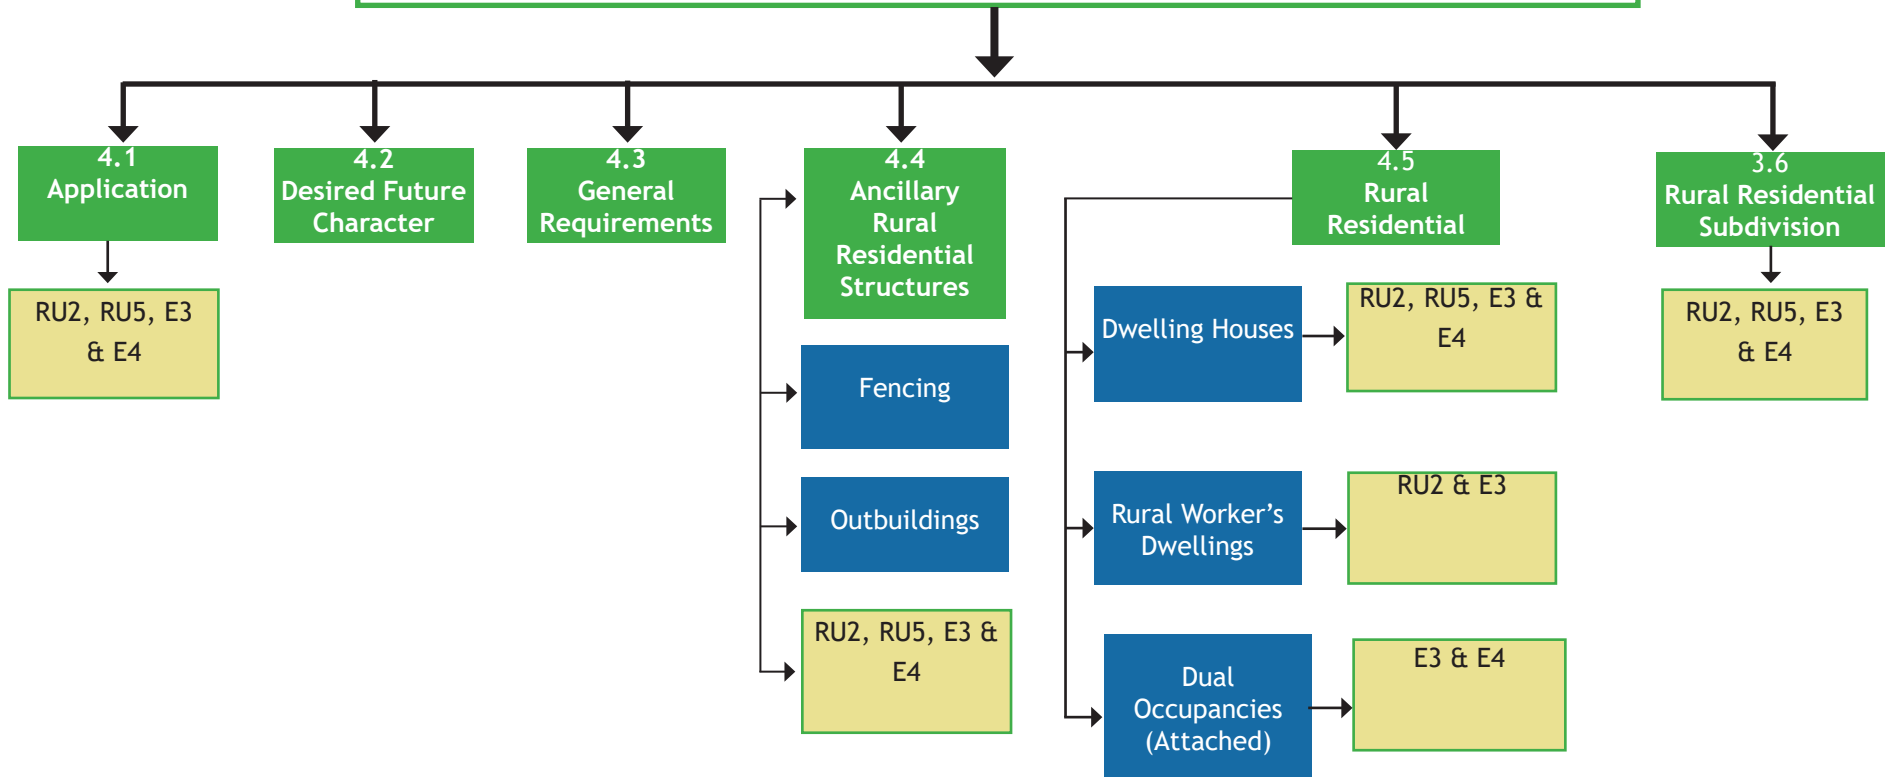 4.1
Application
RU2, RU5, E3
& E4
4.2
Desired Future
Character
4.3
General
Requirements
4.4
Ancillary
Rural
Residential
Structures
Fencing
Outbuildings
RU2, RU5, E3 &
E4
4.5
Rural
Residential
Dwelling Houses
RU2, RU5, E3 &
E4
Rural Worker’s
Dwellings
RU2 & E3
Dual
Occupancies
(Attached)
E3 & E4
3.6
Rural Residential
Subdivision
RU2, RU5, E3
& E4